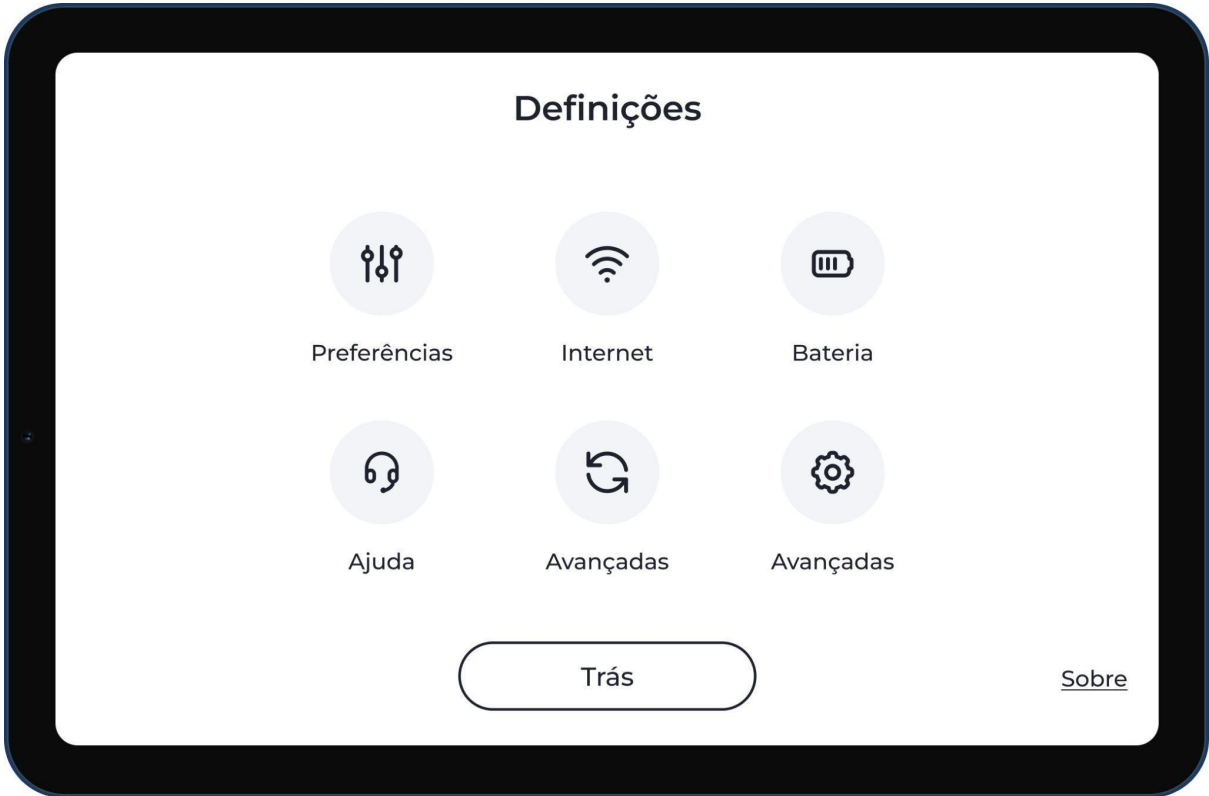 Definições
Preferências Internet Bateria
Ajuda Avançadas Avançadas
Trás
Sobre